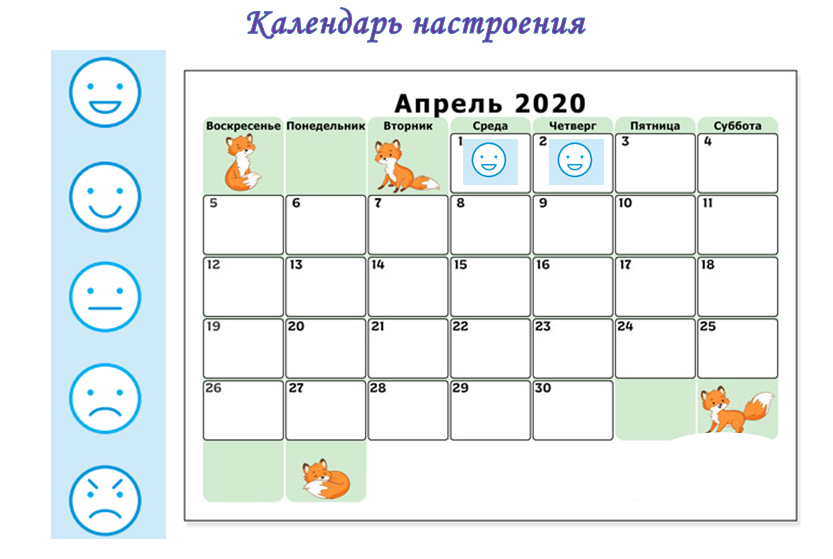 Календарь настроения
Апрель 2020
Воскресенье Понедельник Вторник Среда Четверг Пятница Суббота
1 2 3 4
5 6 7 8 9 10 11
12 13 14 15 16 17 18
19 20 21 22 23 24 25
26 27 28 29 30